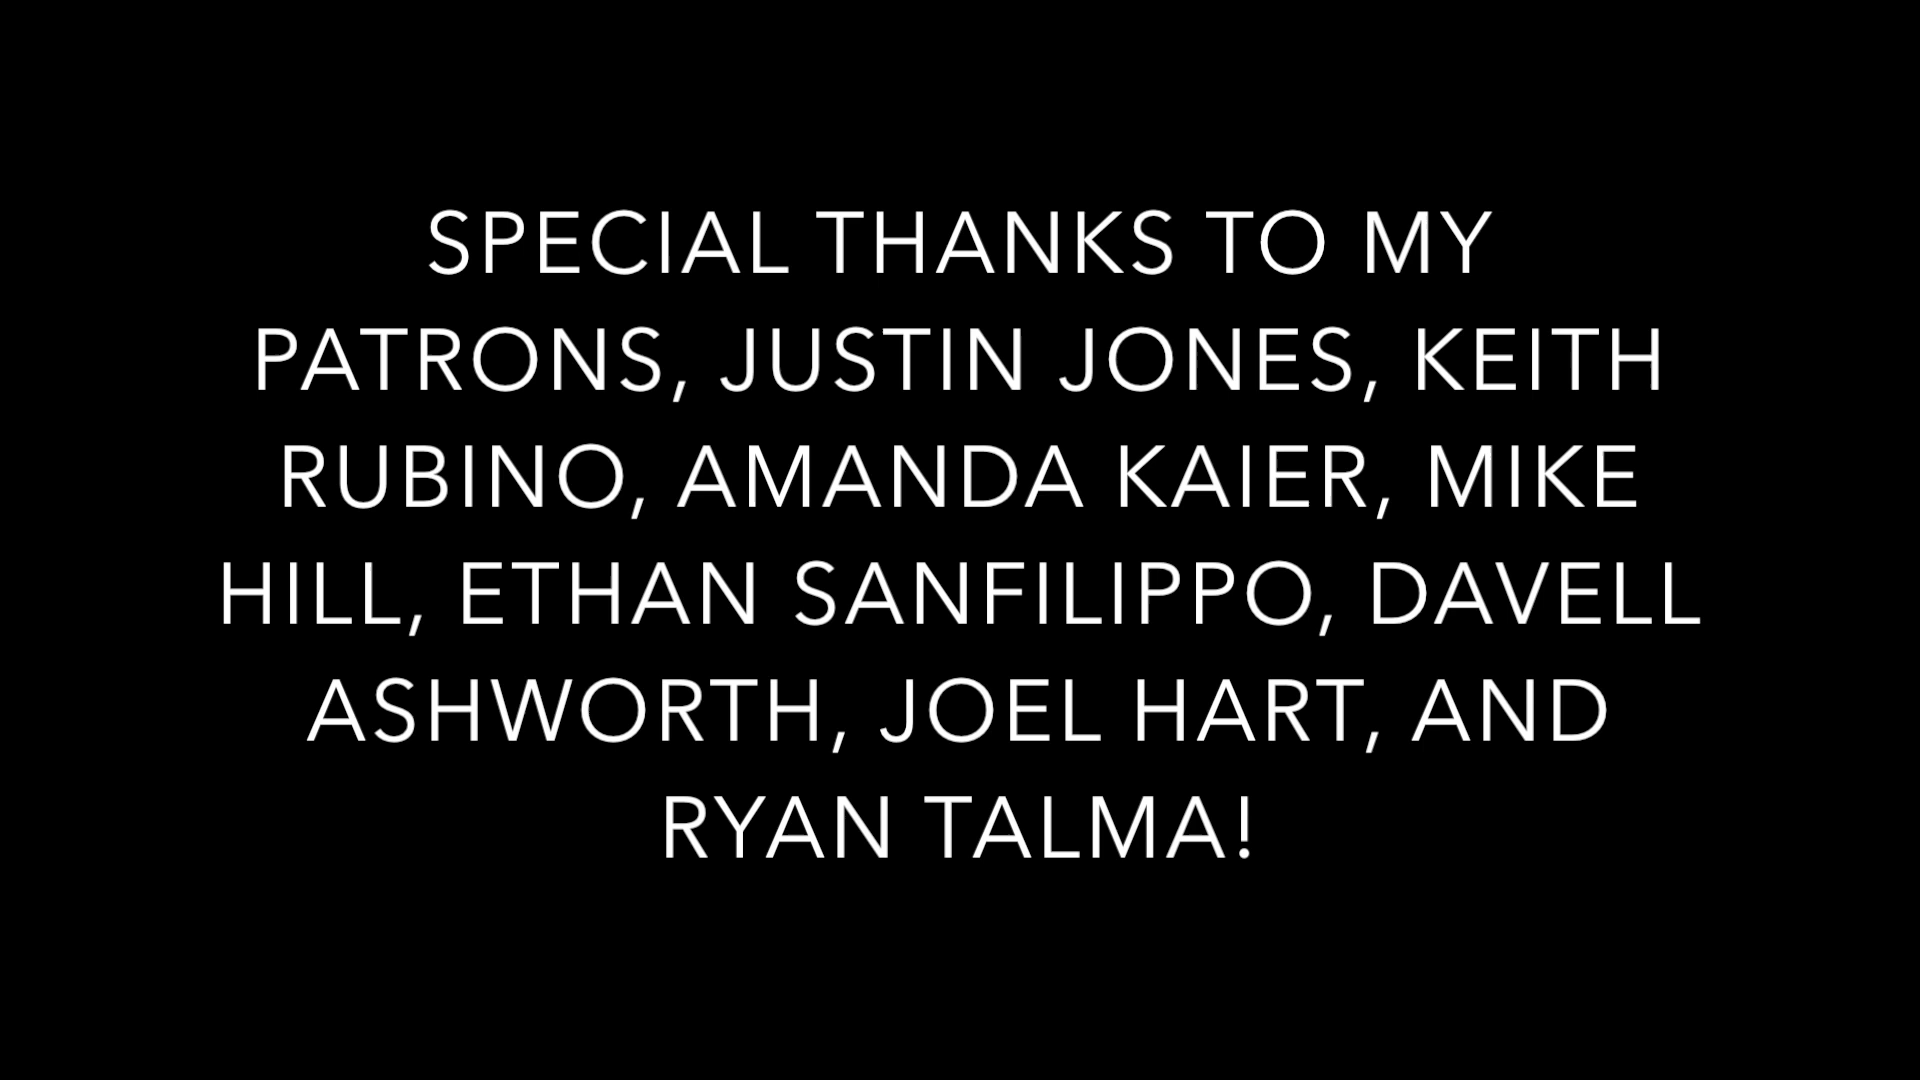 SPECIAL THANKS TO MY
PATRONS, JUSTIN JONES, KEITH
RUBINO, AMANDA KAIER, MIKE
HILL, ETHAN SANFILIPPO, DAVELL
ASHWORTH, JOEL HART, AND
RYAN TALMA!